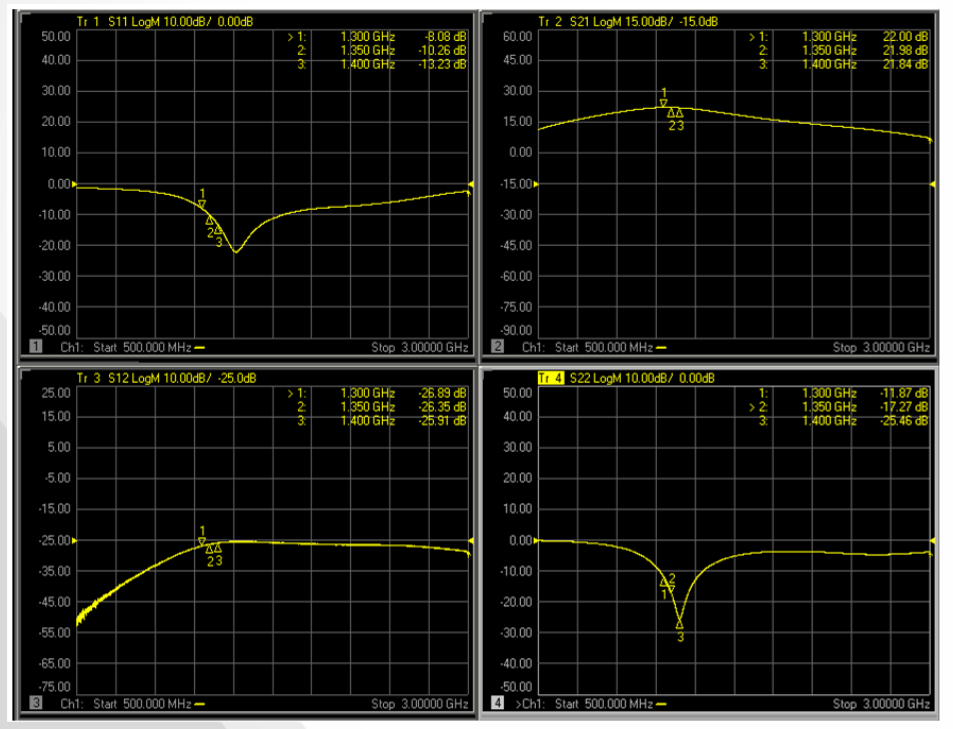 Tr 1 S11 LogM 10.00dB/ 0.00dB
50.00
40.00
30.00
20.00
10.00
0.00
-10.00
-20.00
-30.00
-40.00
-50.00
> 1: 1.300 GHz -8.08 dB
2: 1.350 GHz -10.26 dB
3: 1.400 GHz -13.23 dB
1
2
3
1 Ch1: Start 500.000 MHz Stop 3.00000 GHz
Tr 2 S21 LogM 15.00dB/ -15.0dB
60.00
45.00
30.00
15.00
0.00
-15.00
-30.00
-45.00
-60.00
-75.00
-90.00
> 1: 1.300 GHz 22.00 dB
2: 1.350 GHz 21.98 dB
3: 1.400 GHz 21.84 dB
1
2 3
2 Ch1: Start 500.000 MHz Stop 3.00000 GHz
Tr 3 S12 LogM 10.00dB/ -25.0dB
25.00
15.00
5.00
-5.00
-15.00
-25.00
-35.00
-45.00
-55.00
-65.00
-75.00
> 1: 1.300 GHz -26.89 dB
2: 1.350 GHz -26.35 dB
3: 1.400 GHz -25.91 dB
1
2 3
3 Ch1: Start 500.000 MHz Stop 3.00000 GHz
Tr 4 S22 LogM 10.00dB/ 0.00dB
50.00
40.00
30.00
20.00
10.00
0.00
-10.00
-20.00
-30.00
-40.00
-50.00
1: 1.300 GHz -11.87 dB
> 2: 1.350 GHz -17.27 dB
3: 1.400 GHz -25.46 dB
2
1
3
4 >Ch1: Start 500.000 MHz Stop 3.00000 GHz